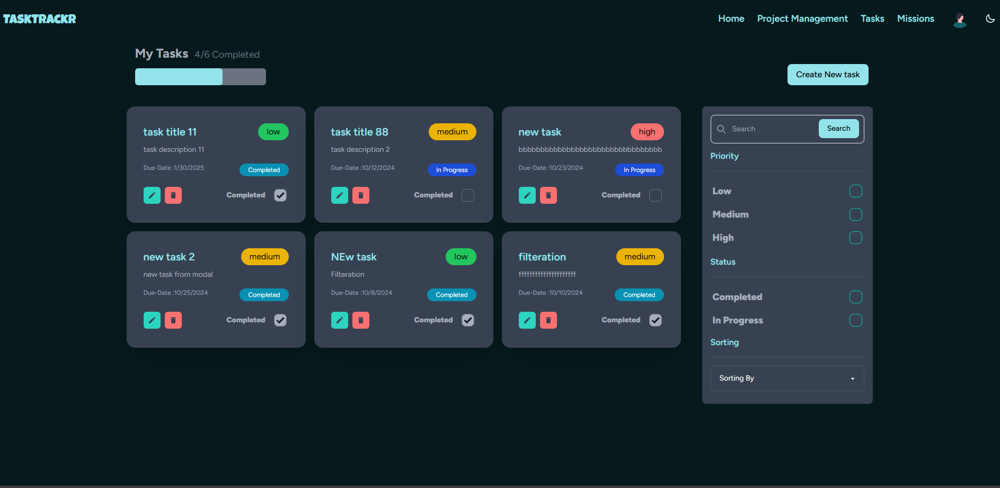 TASKTRACKR
Home Project Management Tasks Missions
My Tasks 4/6 Completed
Create New task
task title 11 low
task description 11
Due-Date :1/30/2025 Completed
Completed
task title 88 medium
task description 2
Due-Date :10/12/2024 In Progress
Completed
new task high
bbbbbbbbbbbbbbbbbbbbbbbbbbbbbbbbb
Due-Date :10/23/2024 In Progress
Completed
new task 2 medium
new task from modal
Due-Date :10/25/2024 Completed
Completed
NEw task low
Filteration
Due-Date :10/8/2024 Completed
Completed
filteration medium
fffffffffffffffffffff
Due-Date :10/10/2024 Completed
Completed
Search Search
Priority
Low
Medium
High
Status
Completed
In Progress
Sorting
Sorting By